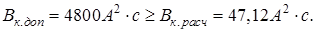 Bк.доп = 4800A² · c ≥ Bк.расч = 47,12A² · c.